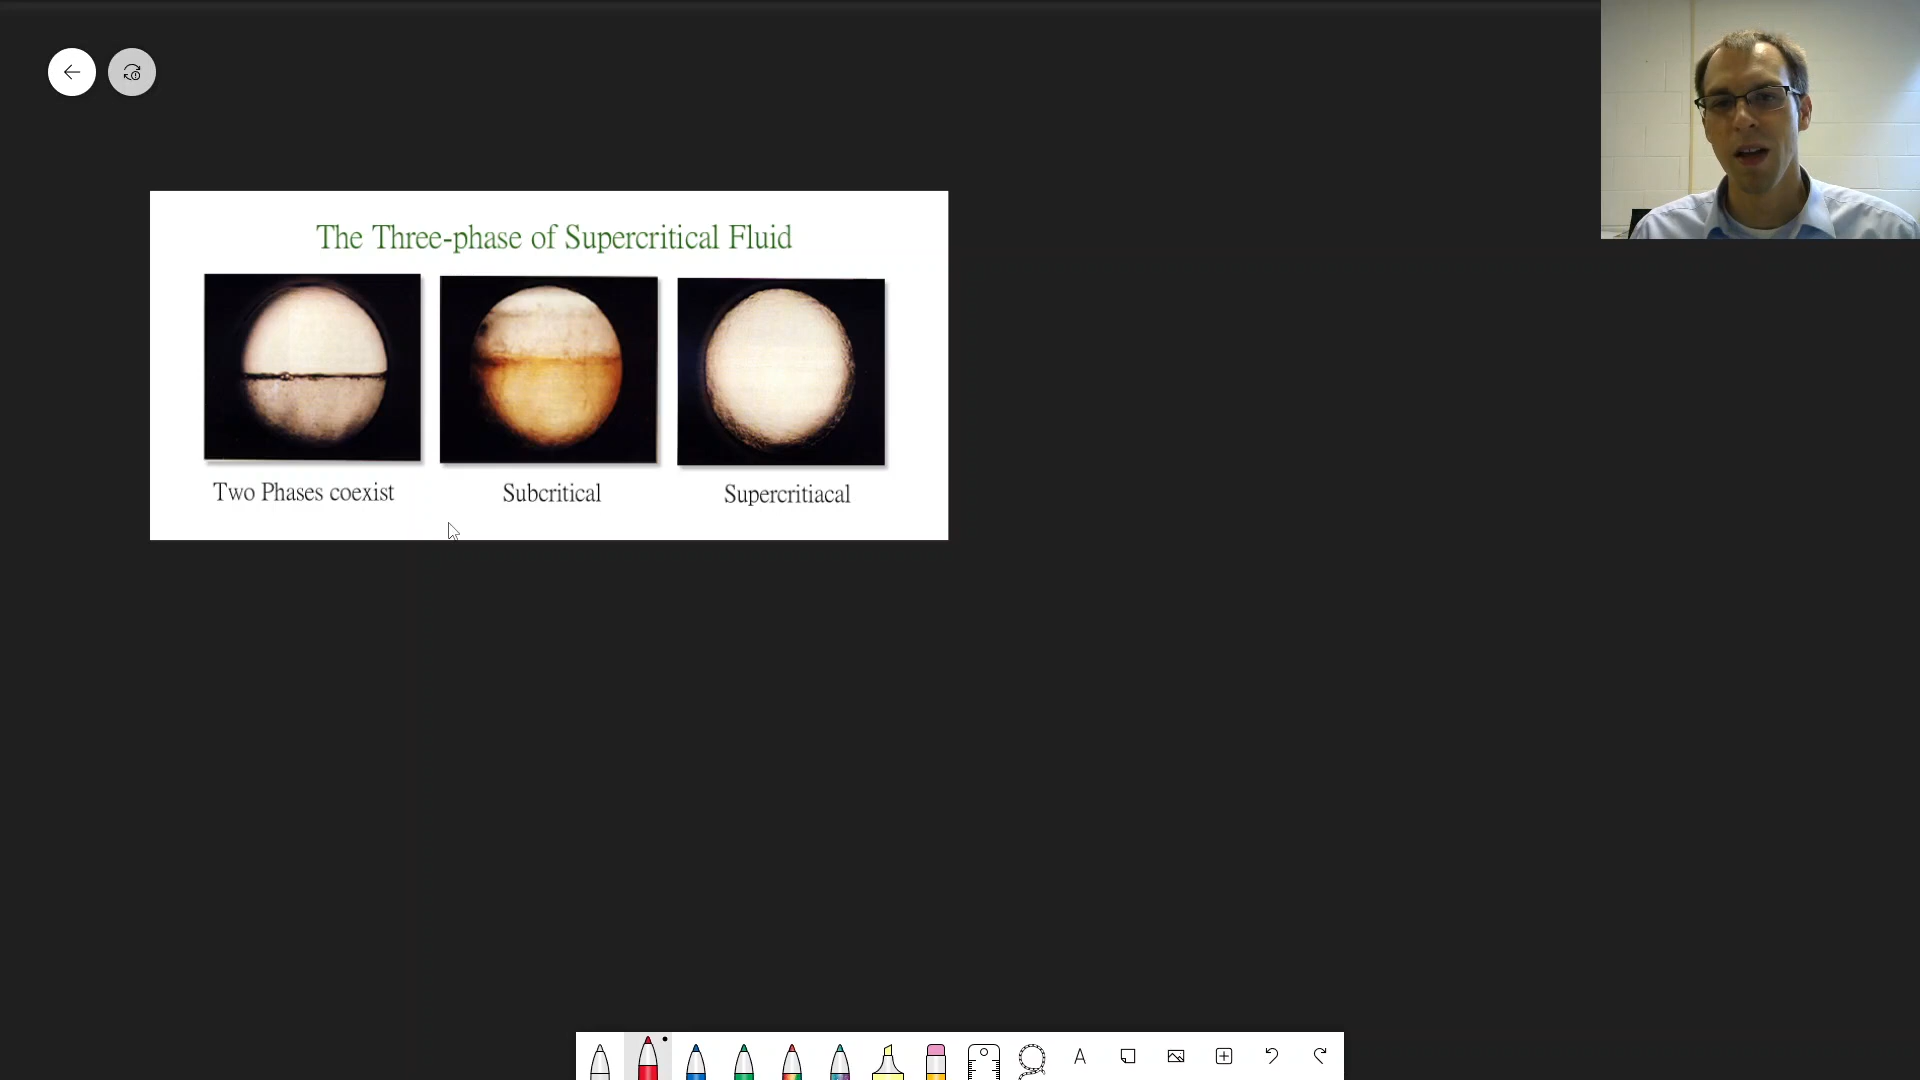 The Three-phase of Supercritical Fluid
Two Phases coexist
Subcritical
Supercritiacal
A